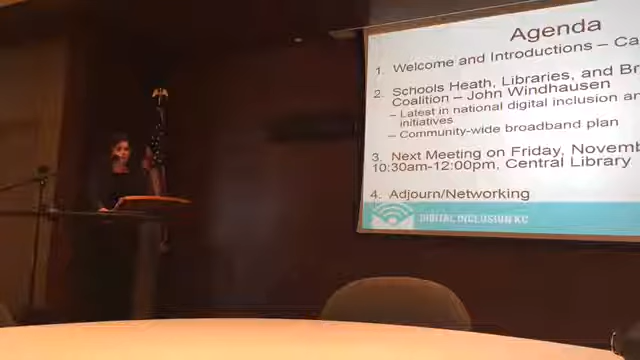 Agenda
1. Welcome and Introductions – Ca
2. Schools Heath, Libraries, and Br
Coalition – John Windhausen
– Latest in national digital inclusion an
initiatives
– Community-wide broadband plan
3. Next Meeting on Friday, Novemb
10:30am-12:00pm, Central Library
4. Adjourn/Networking
DIGITAL INCLUSION KC